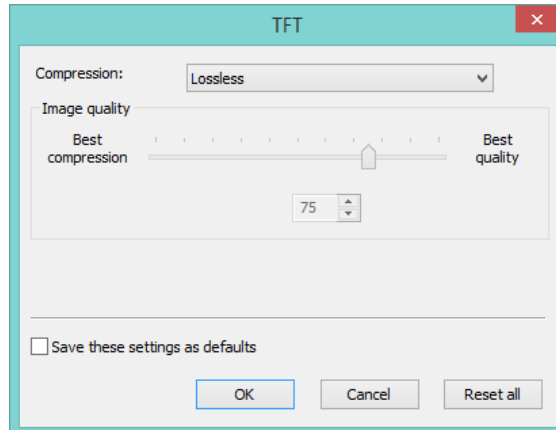 TFT
Compression:
Lossless
Image quality
Best
compression
Best
quality
75
Save these settings as defaults
OK
Cancel
Reset all